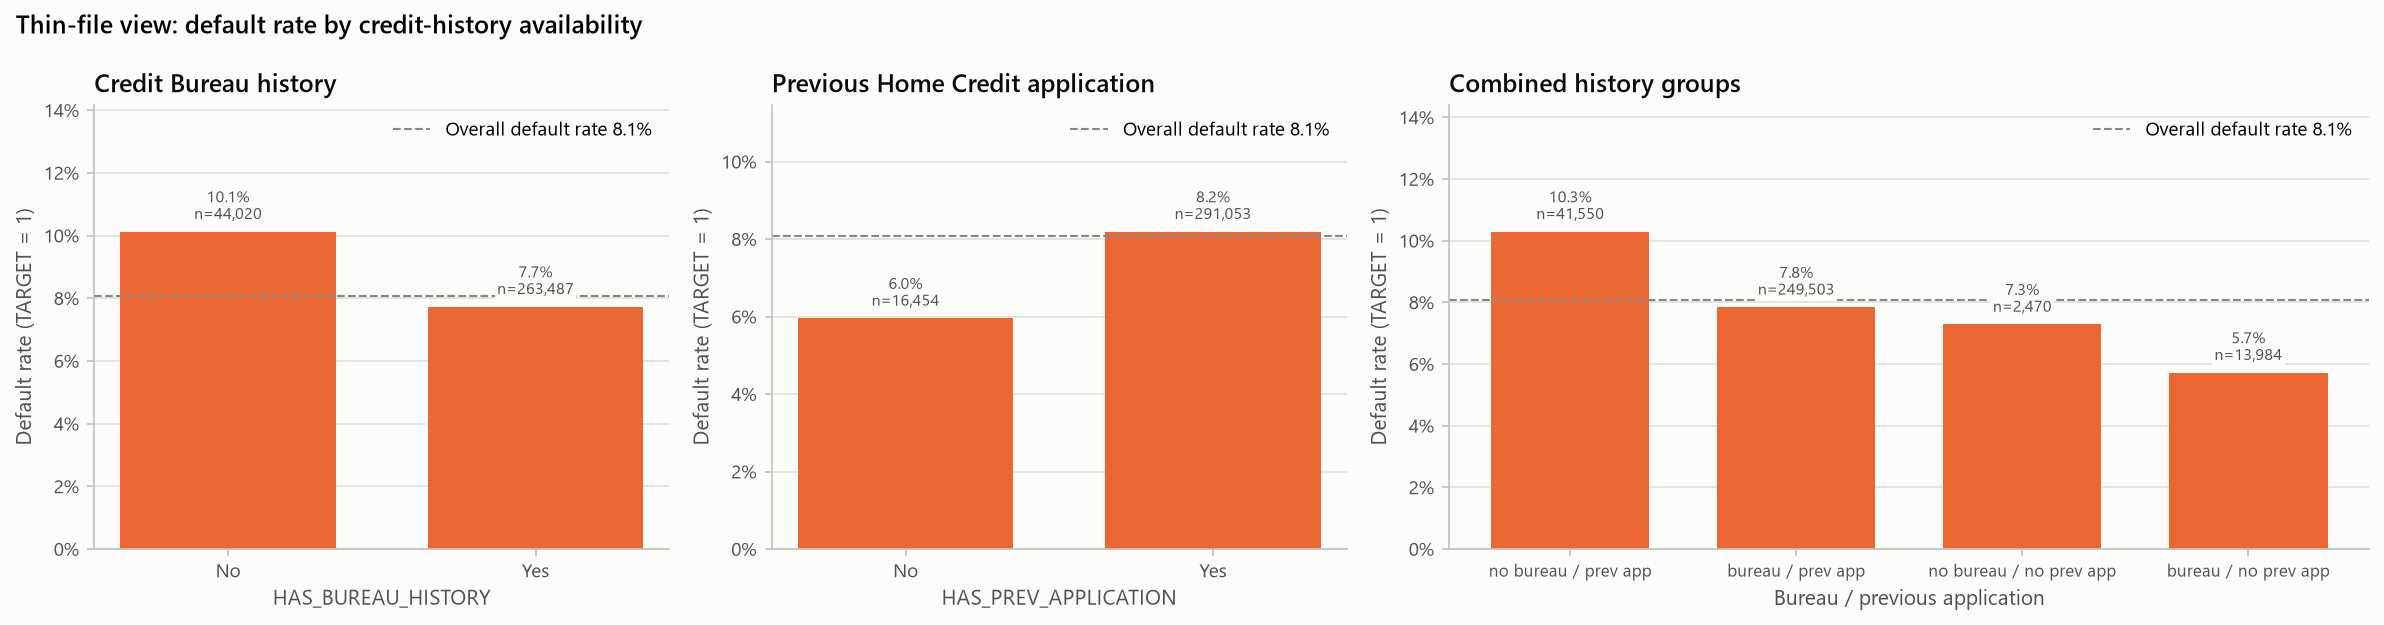 Thin-file view: default rate by credit-history availability
Credit Bureau history
Default rate (TARGET = 1)
14%
12%
10%
8%
6%
4%
2%
0%
Overall default rate 8.1%
10.1%
n=44,020
7.7%
n=263,487
No
Yes
HAS_BUREAU_HISTORY
Previous Home Credit application
Default rate (TARGET = 1)
10%
8%
6%
4%
2%
0%
Overall default rate 8.1%
6.0%
n=16,454
8.2%
n=291,053
No
Yes
HAS_PREV_APPLICATION
Combined history groups
Default rate (TARGET = 1)
14%
12%
10%
8%
6%
4%
2%
0%
Overall default rate 8.1%
10.3%
n=41,550
7.8%
n=249,503
7.3%
n=2,470
5.7%
n=13,984
no bureau / prev app
bureau / prev app
no bureau / no prev app
bureau / no prev app
Bureau / previous application